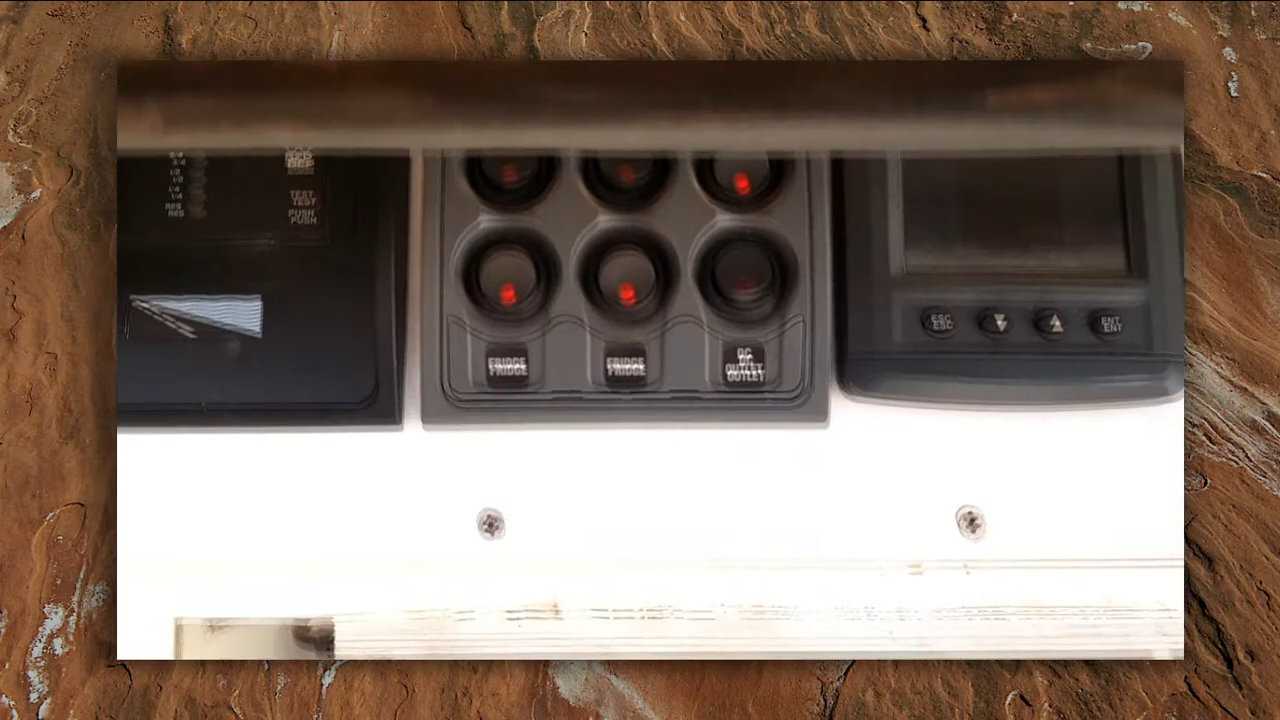 3/4
1/2
1/4
RES
TEST
PUSH
FRIDGE
FRIDGE
DC
OUTLET
ESC
ENT